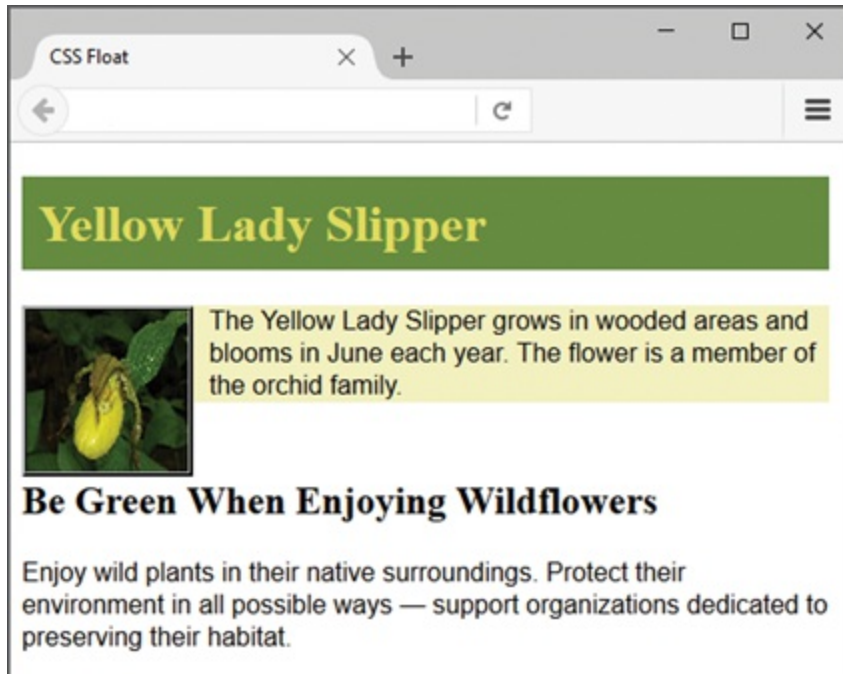 CSS Float
Yellow Lady Slipper
The Yellow Lady Slipper grows in wooded areas and
blooms in June each year. The flower is a member of
the orchid family.
Be Green When Enjoying Wildflowers
Enjoy wild plants in their native surroundings. Protect their
environment in all possible ways — support organizations dedicated to
preserving their habitat.